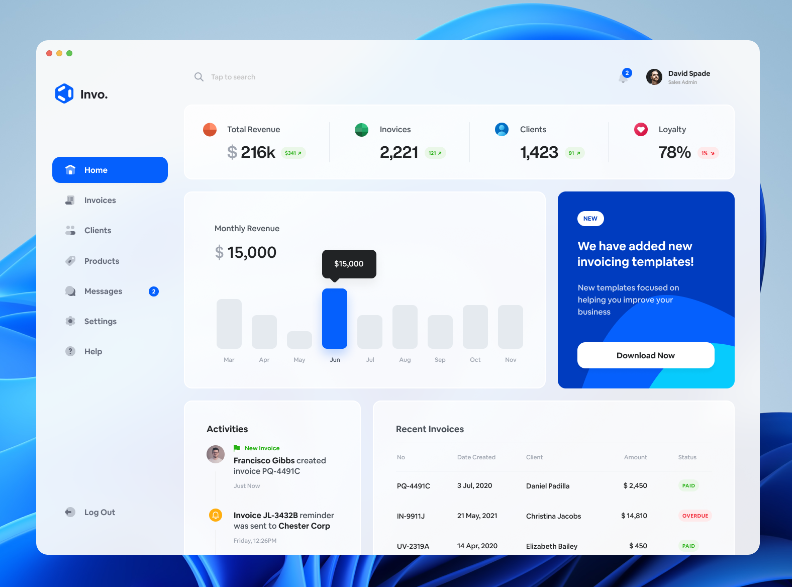 Tap to search
2
David Spade
Sales Admin
Invo.
Home
Invoices
Clients
Products
Messages 2
Settings
Help
Log Out
Total Revenue
$ 216k $341 ↗
Inovices
2,221 121 ↗
Clients
1,423 91 ↗
Loyalty
78% 1% ↘
Monthly Revenue
$ 15,000
$15,000
Mar Apr May Jun Jul Aug Sep Oct Nov
NEW
We have added new
invoicing templates!
New templates focused on
helping you improve your
business
Download Now
Activities
New Invoice
Francisco Gibbs created
invoice PQ-4491C
Just Now
Invoice JL-3432B reminder
was sent to Chester Corp
Friday, 12:26PM
Recent Invoices
No Date Created Client Amount Status
PQ-4491C 3 Jul, 2020 Daniel Padilla $ 2,450 PAID
IN-9911J 21 May, 2021 Christina Jacobs $ 14,810 OVERDUE
UV-2319A 14 Apr, 2020 Elizabeth Bailey $ 450 PAID